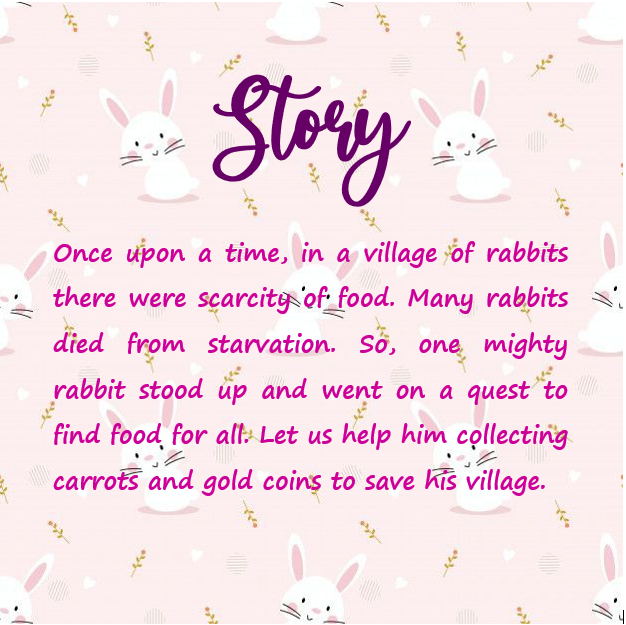 Story
Once upon a time, in a village of rabbits
there were scarcity of food. Many rabbits
died from starvation. So, one mighty
rabbit stood up and went on a quest to
find food for all. Let us help him collecting
carrots and gold coins to save his village.